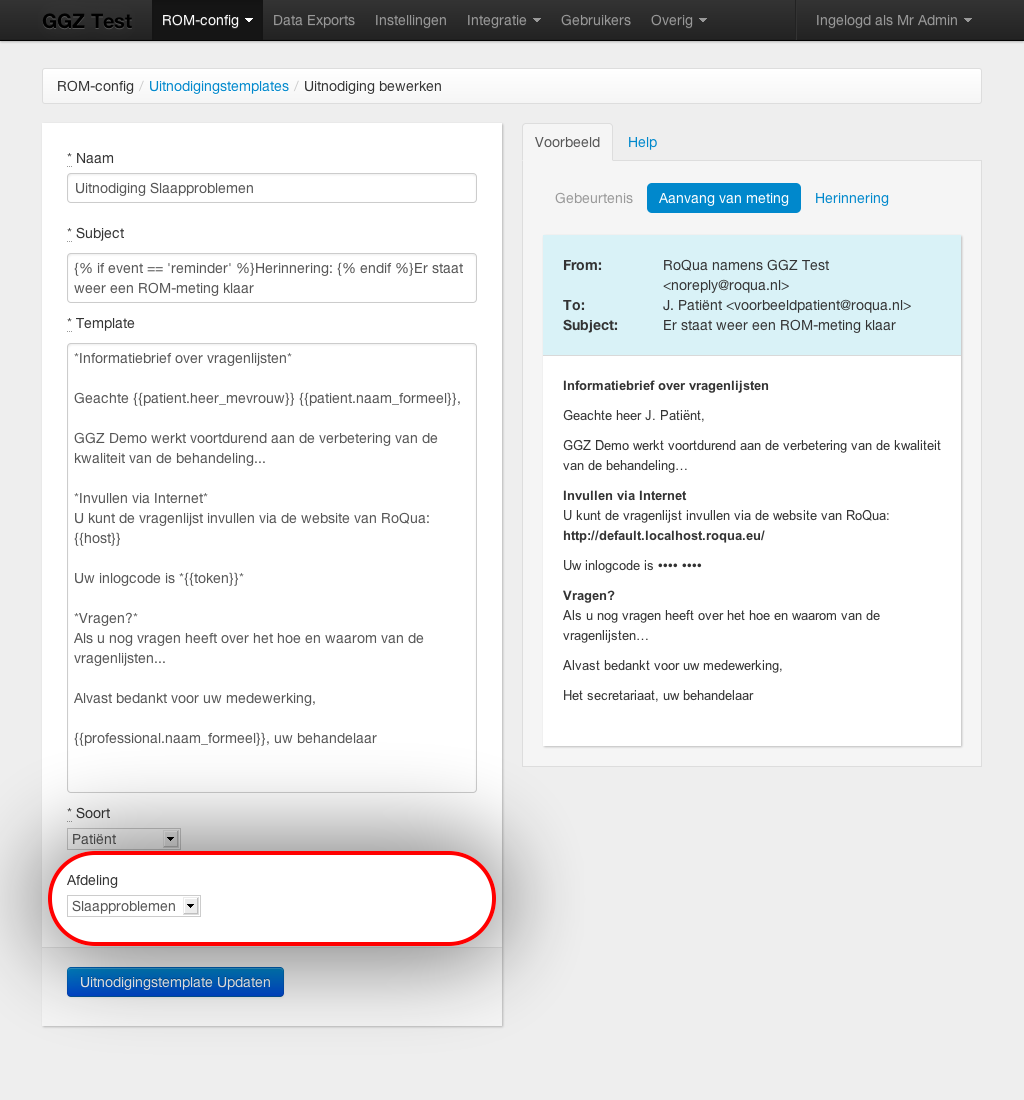 GGZ Test ROM-config Data Exports Instellingen Integratie Gebruikers Overig Ingelogd als Mr Admin
ROM-config / Uitnodigingstemplates / Uitnodiging bewerken
* Naam
Uitnodiging Slaapproblemen
* Subject
{% if event == 'reminder' %}Herinnering: {% endif %}Er staat
weer een ROM-meting klaar
* Template
*Informatiebrief over vragenlijsten*
Geachte {{patient.heer_mevrouw}} {{patient.naam_formeel}},
GGZ Demo werkt voortdurend aan de verbetering van de
kwaliteit van de behandeling...
*Invullen via Internet*
U kunt de vragenlijst invullen via de website van RoQua:
{{host}}
Uw inlogcode is *{{token}}*
*Vragen?*
Als u nog vragen heeft over het hoe en waarom van de
vragenlijsten...
Alvast bedankt voor uw medewerking,
{{professional.naam_formeel}}, uw behandelaar
* Soort
Patiënt
Afdeling
Slaapproblemen
Uitnodigingstemplate Updaten
Voorbeeld Help
Gebeurtenis Aanvang van meting Herinnering
From: RoQua namens GGZ Test
<noreply@roqua.nl>
To: J. Patiënt <voorbeeldpatient@roqua.nl>
Subject: Er staat weer een ROM-meting klaar
Informatiebrief over vragenlijsten
Geachte heer J. Patiënt,
GGZ Demo werkt voortdurend aan de verbetering van de kwaliteit
van de behandeling…
Invullen via Internet
U kunt de vragenlijst invullen via de website van RoQua:
http://default.localhost.roqua.eu/
Uw inlogcode is •••• ••••
Vragen?
Als u nog vragen heeft over het hoe en waarom van de
vragenlijsten…
Alvast bedankt voor uw medewerking,
Het secretariaat, uw behandelaar